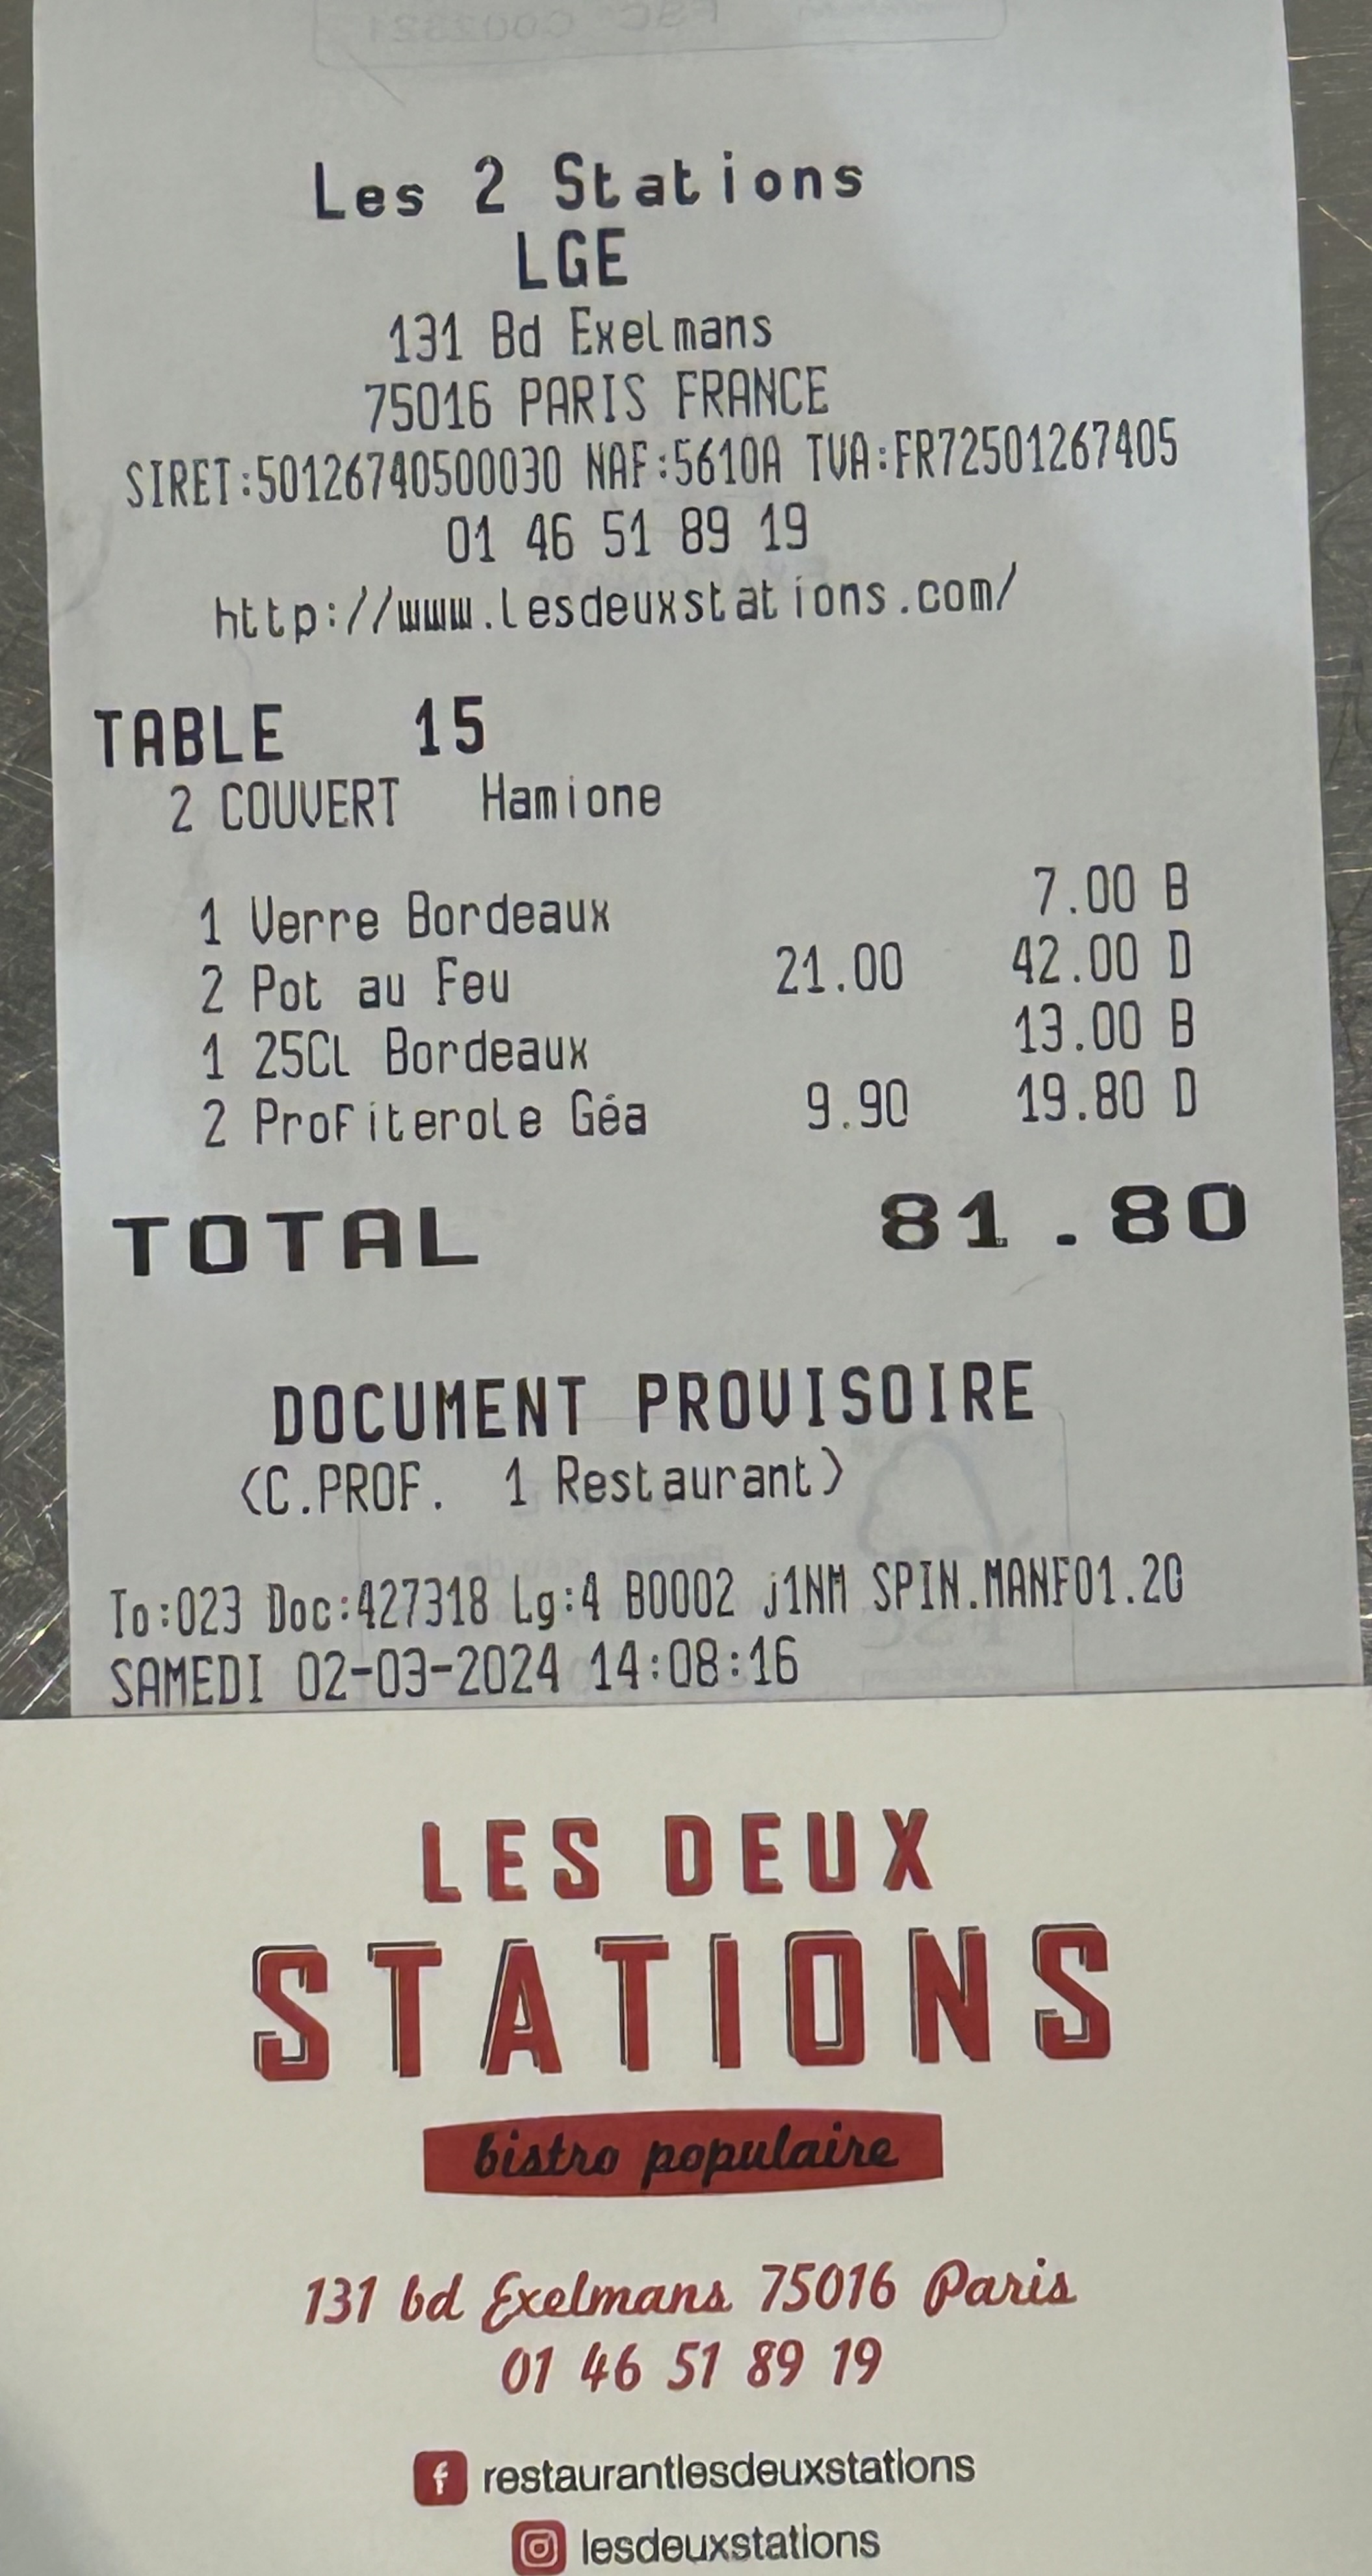 Les 2 Stations
LGE
131 Bd Exelmans
75016 PARIS FRANCE
SIRET:50126740500030 NAF:5610A TVA:FR72501267405
01 46 51 89 19
http://www.lesdeuxstations.com/
TABLE 15
2 COUVERT Hamione
1 Verre Bordeaux 7.00 B
2 Pot au Feu 21.00 42.00 D
1 25CL Bordeaux 13.00 B
2 Profiterole Géa 9.90 19.80 D
TOTAL 81.80
DOCUMENT PROVISOIRE
(C.PROF. 1 Restaurant)
To:023 Doc:427318 Lg:4 B0002 j1NM SPIN.MANF01.20
SAMEDI 02-03-2024 14:08:16
LES DEUX
STATIONS
bistro populaire
131 bd Exelmans 75016 Paris
01 46 51 89 19
restaurantlesdeuxstations
lesdeuxstations